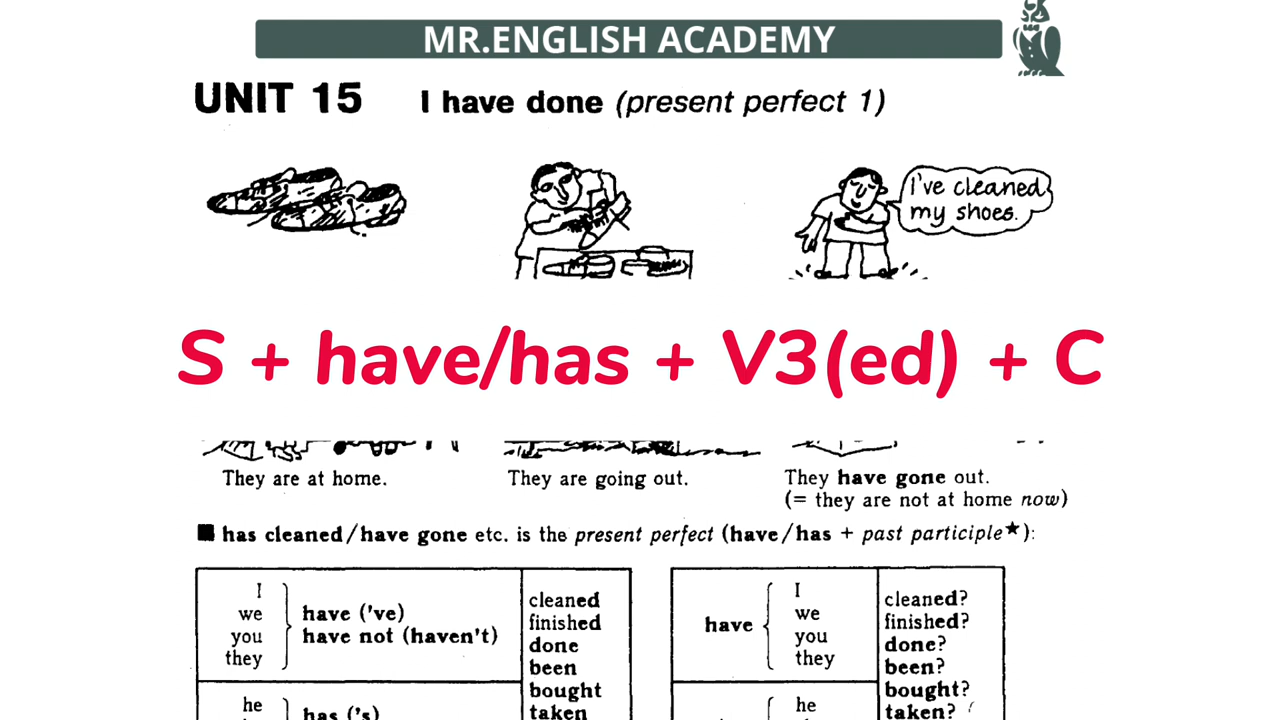 MR.ENGLISH ACADEMY
UNIT 15 I have done (present perfect 1)
I've cleaned
my shoes.
S + have/has + V3(ed) + C
They are at home.
They are going out.
They have gone out.
(= they are not at home now)
■ has cleaned/have gone etc. is the present perfect (have/has + past participle★):
I
we
you
they
have ('ve)
have not (haven't)
cleaned
finished
done
been
bought
taken
he
has ('s)
have
I
we
you
they
cleaned?
finished?
done?
been?
bought?
taken?
he